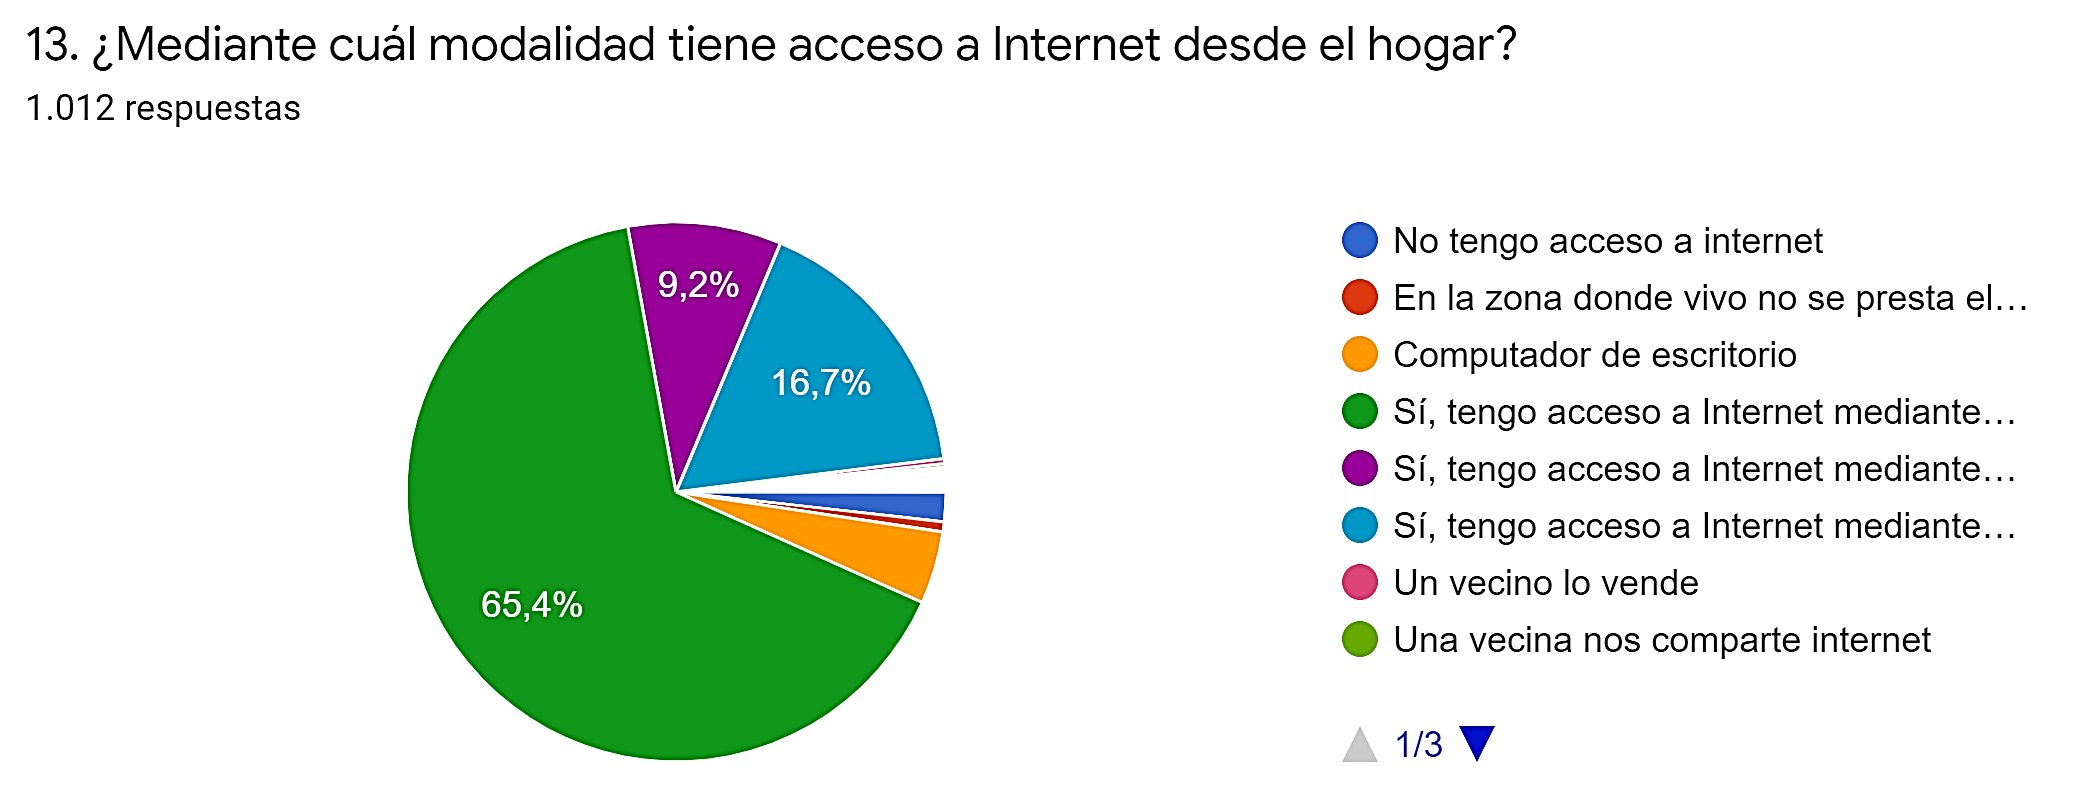 13. ¿Mediante cuál modalidad tiene acceso a Internet desde el hogar?
1.012 respuestas
9,2%
16,7%
65,4%
No tengo acceso a internet
En la zona donde vivo no se presta el…
Computador de escritorio
Sí, tengo acceso a Internet mediante…
Sí, tengo acceso a Internet mediante…
Sí, tengo acceso a Internet mediante…
Un vecino lo vende
Una vecina nos comparte internet
1/3